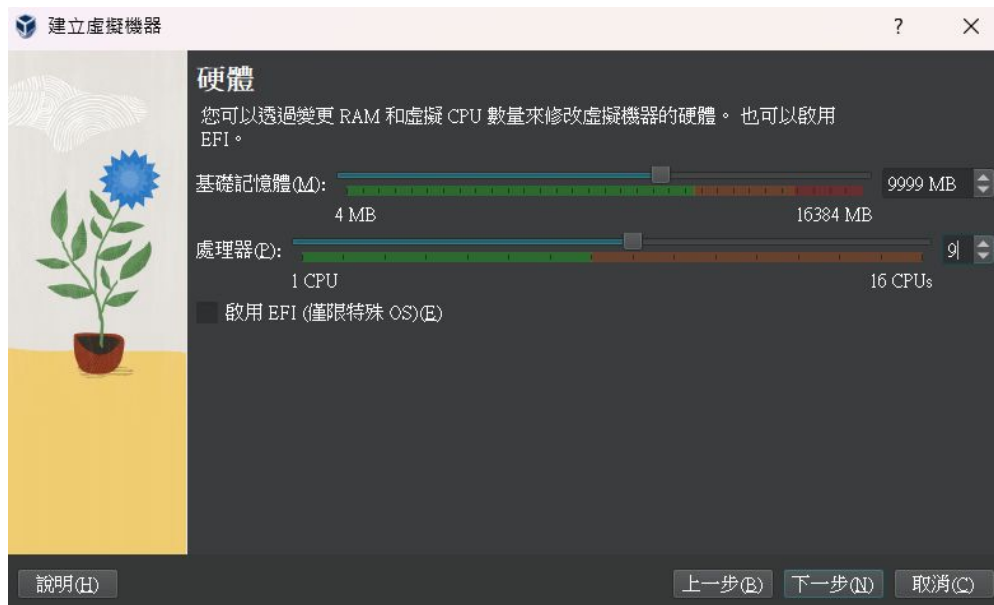 建立虛擬機器
?
硬體
您可以透過變更 RAM 和虛擬 CPU 數量來修改虛擬機器的硬體。 也可以啟用
EFI。
基礎記憶體(M):
9999 MB
4 MB
16384 MB
處理器(P):
9
1 CPU
16 CPUs
啟用 EFI (僅限特殊 OS)(E)
說明(H)
上一步(B)
下一步(N)
取消(C)